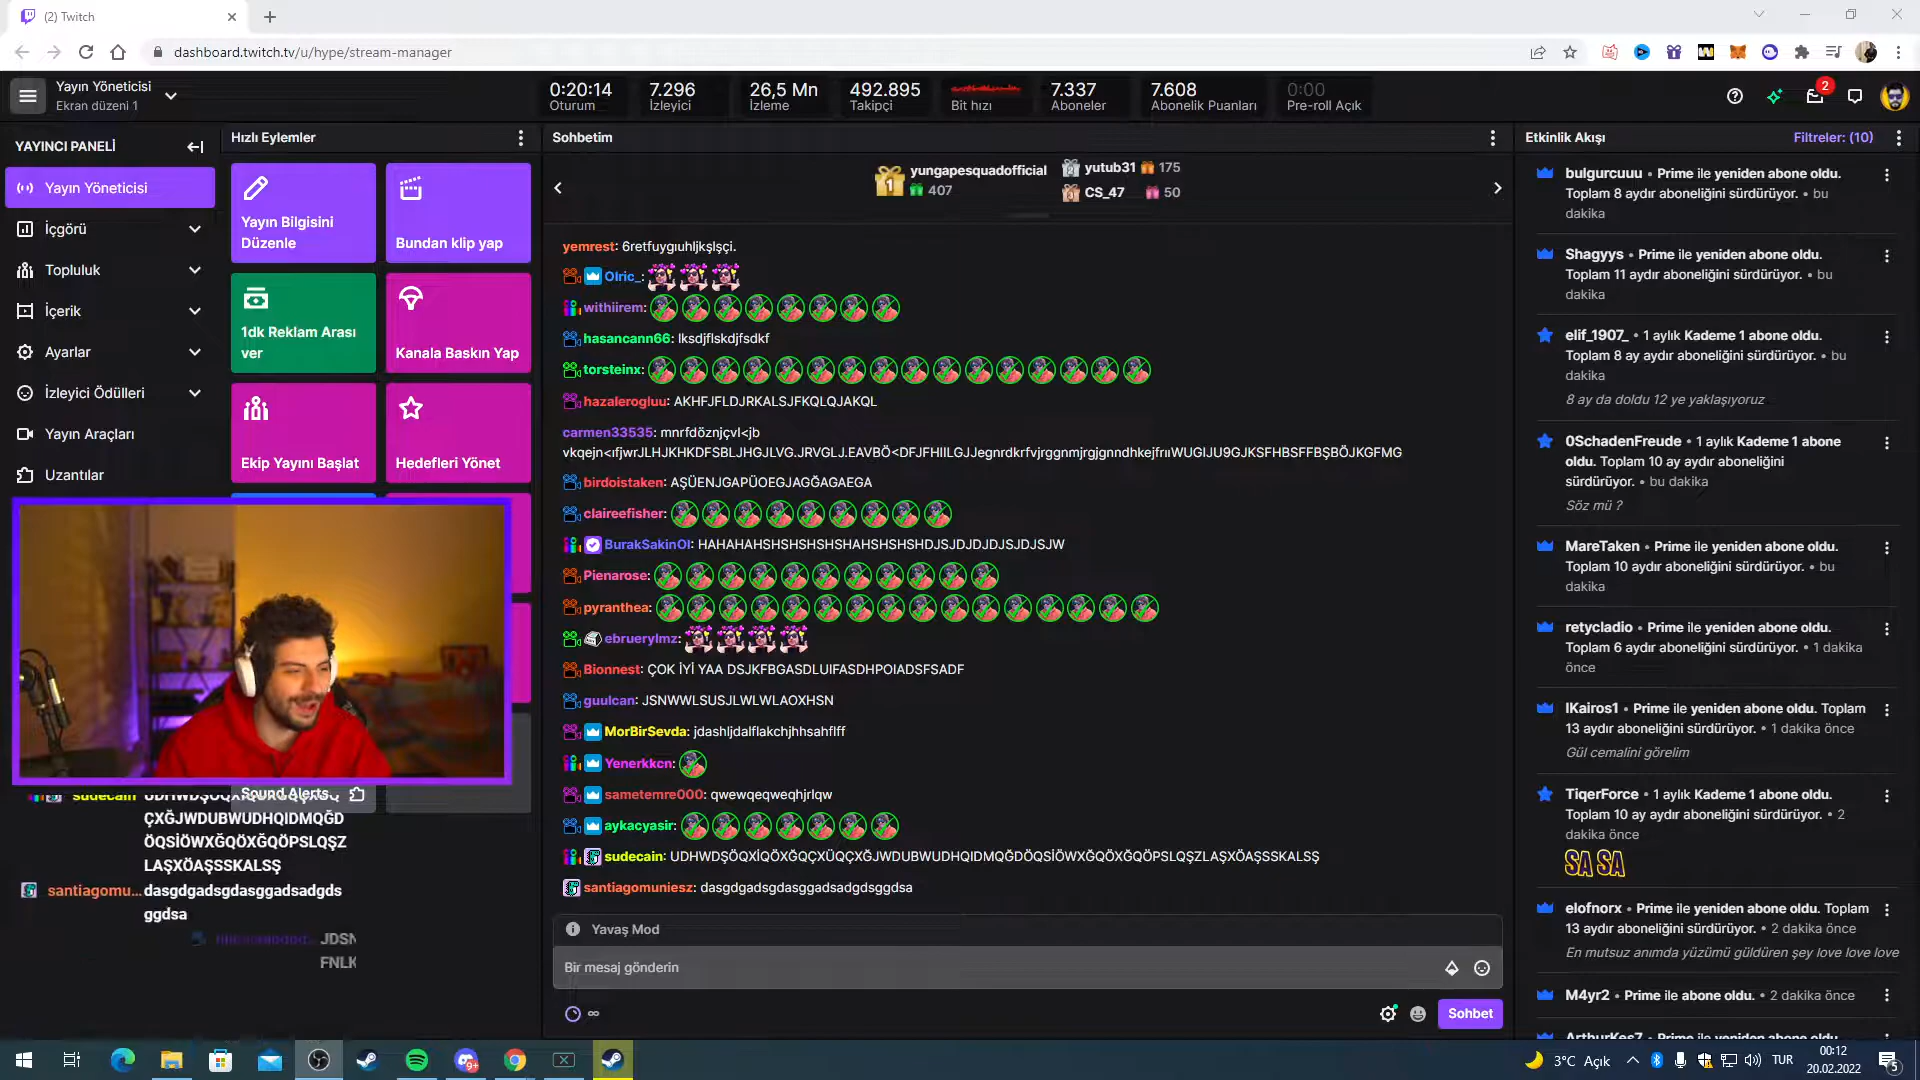 (2) Twitch
dashboard.twitch.tv/u/hype/stream-manager
Yayın Yöneticisi
Ekran düzeni 1
0:20:14
Oturum
7.296
İzleyici
26,5 Mn
İzleme
492.895
Takipçi
Bit hızı
7.337
Aboneler
7.608
Abonelik Puanları
0:00
Pre-roll Açık
2
YAYINCI PANELİ
Yayın Yöneticisi
İçgörü
Topluluk
İçerik
Ayarlar
İzleyici Ödülleri
Yayın Araçları
Uzantılar
Hızlı Eylemler
Yayın Bilgisini
Düzenle
Bundan klip yap
1dk Reklam Arası
ver
Kanala Baskın Yap
Ekip Yayını Başlat
Hedefleri Yönet
Sound Alerts
sudecain
ÇXĞJWDUBWUDHQIDMQĞD
ÖQSİÖWXĞQÖXĞQÖPSLQŞZ
LAŞXÖAŞSSKALSŞ
santiagomu... dasgdgadsgdasggadsadgds
ggdsa
JDSN
FNLK
Sohbetim
1
yungapesquadofficial
407
2
yutub31 175
3
CS_47 50
yemrest: 6retfuygıuhljkşlşçi.
Olric_:
withiirem:
hasancann66: lksdjflskdjfsdkf
torsteinx:
hazalerogluu: AKHFJFLDJRKALSJFKQLQJAKQL
carmen33535: mnrfdöznjçvl<jb
vkqejn<ıfjwrJLHJKHKDFSBLJHGJLVG.JRVGLJ.EAVBÖ<DFJFHIIILGJJegnrdkrfvjrggnmjrgjgnndhkejfrııWUGIJU9GJKSFHBSFFBŞBÖJKGFMG
birdoistaken: AŞÜENJGAPÜOEGJAGĞAGAEGA
claireefisher:
BurakSakinOl: HAHAHAHSHSHSHSHSHAHSHSHSHDJSJDJDJDJSJDJSJW
Pienarose:
pyranthea:
ebruerylmz:
Bionnest: ÇOK İYİ YAA DSJKFBGASDLUIFASDHPOIADSFSADF
guulcan: JSNWWLSUSJLWLWLAOXHSN
MorBirSevda: jdashljdalflakchjhhsahflff
Yenerkkcn:
sametemre000: qwewqeqweqhjrlqw
aykacyasir:
sudecain: UDHWDŞÖQXİQÖXĞQÇXÜQÇXĞJWDUBWUDHQIDMQĞDÖQSİÖWXĞQÖXĞQÖPSLQŞZLAŞXÖAŞSSKALSŞ
santiagomuniesz: dasgdgadsgdasggadsadgdsggdsa
Yavaş Mod
Bir mesaj gönderin
Sohbet
Etkinlik Akışı
Filtreler: (10)
bulgurcuuu • Prime ile yeniden abone oldu.
Toplam 8 aydır aboneliğini sürdürüyor. • bu
dakika
Shagyys • Prime ile yeniden abone oldu.
Toplam 11 aydır aboneliğini sürdürüyor. • bu
dakika
elif_1907_ • 1 aylık Kademe 1 abone oldu.
Toplam 8 ay aydır aboneliğini sürdürüyor. • bu
dakika
8 ay da doldu 12 ye yaklaşıyoruz
0SchadenFreude • 1 aylık Kademe 1 abone
oldu. Toplam 10 ay aydır aboneliğini
sürdürüyor. • bu dakika
Söz mü ?
MareTaken • Prime ile yeniden abone oldu.
Toplam 10 aydır aboneliğini sürdürüyor. • bu
dakika
retycladio • Prime ile yeniden abone oldu.
Toplam 6 aydır aboneliğini sürdürüyor. • 1 dakika
önce
IKairos1 • Prime ile yeniden abone oldu. Toplam
13 aydır aboneliğini sürdürüyor. • 1 dakika önce
Gül cemalini görelim
TiqerForce • 1 aylık Kademe 1 abone oldu.
Toplam 10 ay aydır aboneliğini sürdürüyor. • 2
dakika önce
SA SA
elofnorx • Prime ile yeniden abone oldu. Toplam
13 aydır aboneliğini sürdürüyor. • 2 dakika önce
En mutsuz anımda yüzümü güldüren şey love love love
M4yr2 • Prime ile abone oldu. • 2 dakika önce
ArthurKes7 • Prime ile yeniden abone oldu.
9+
3°C Açık
TUR
00:12
20.02.2022
5